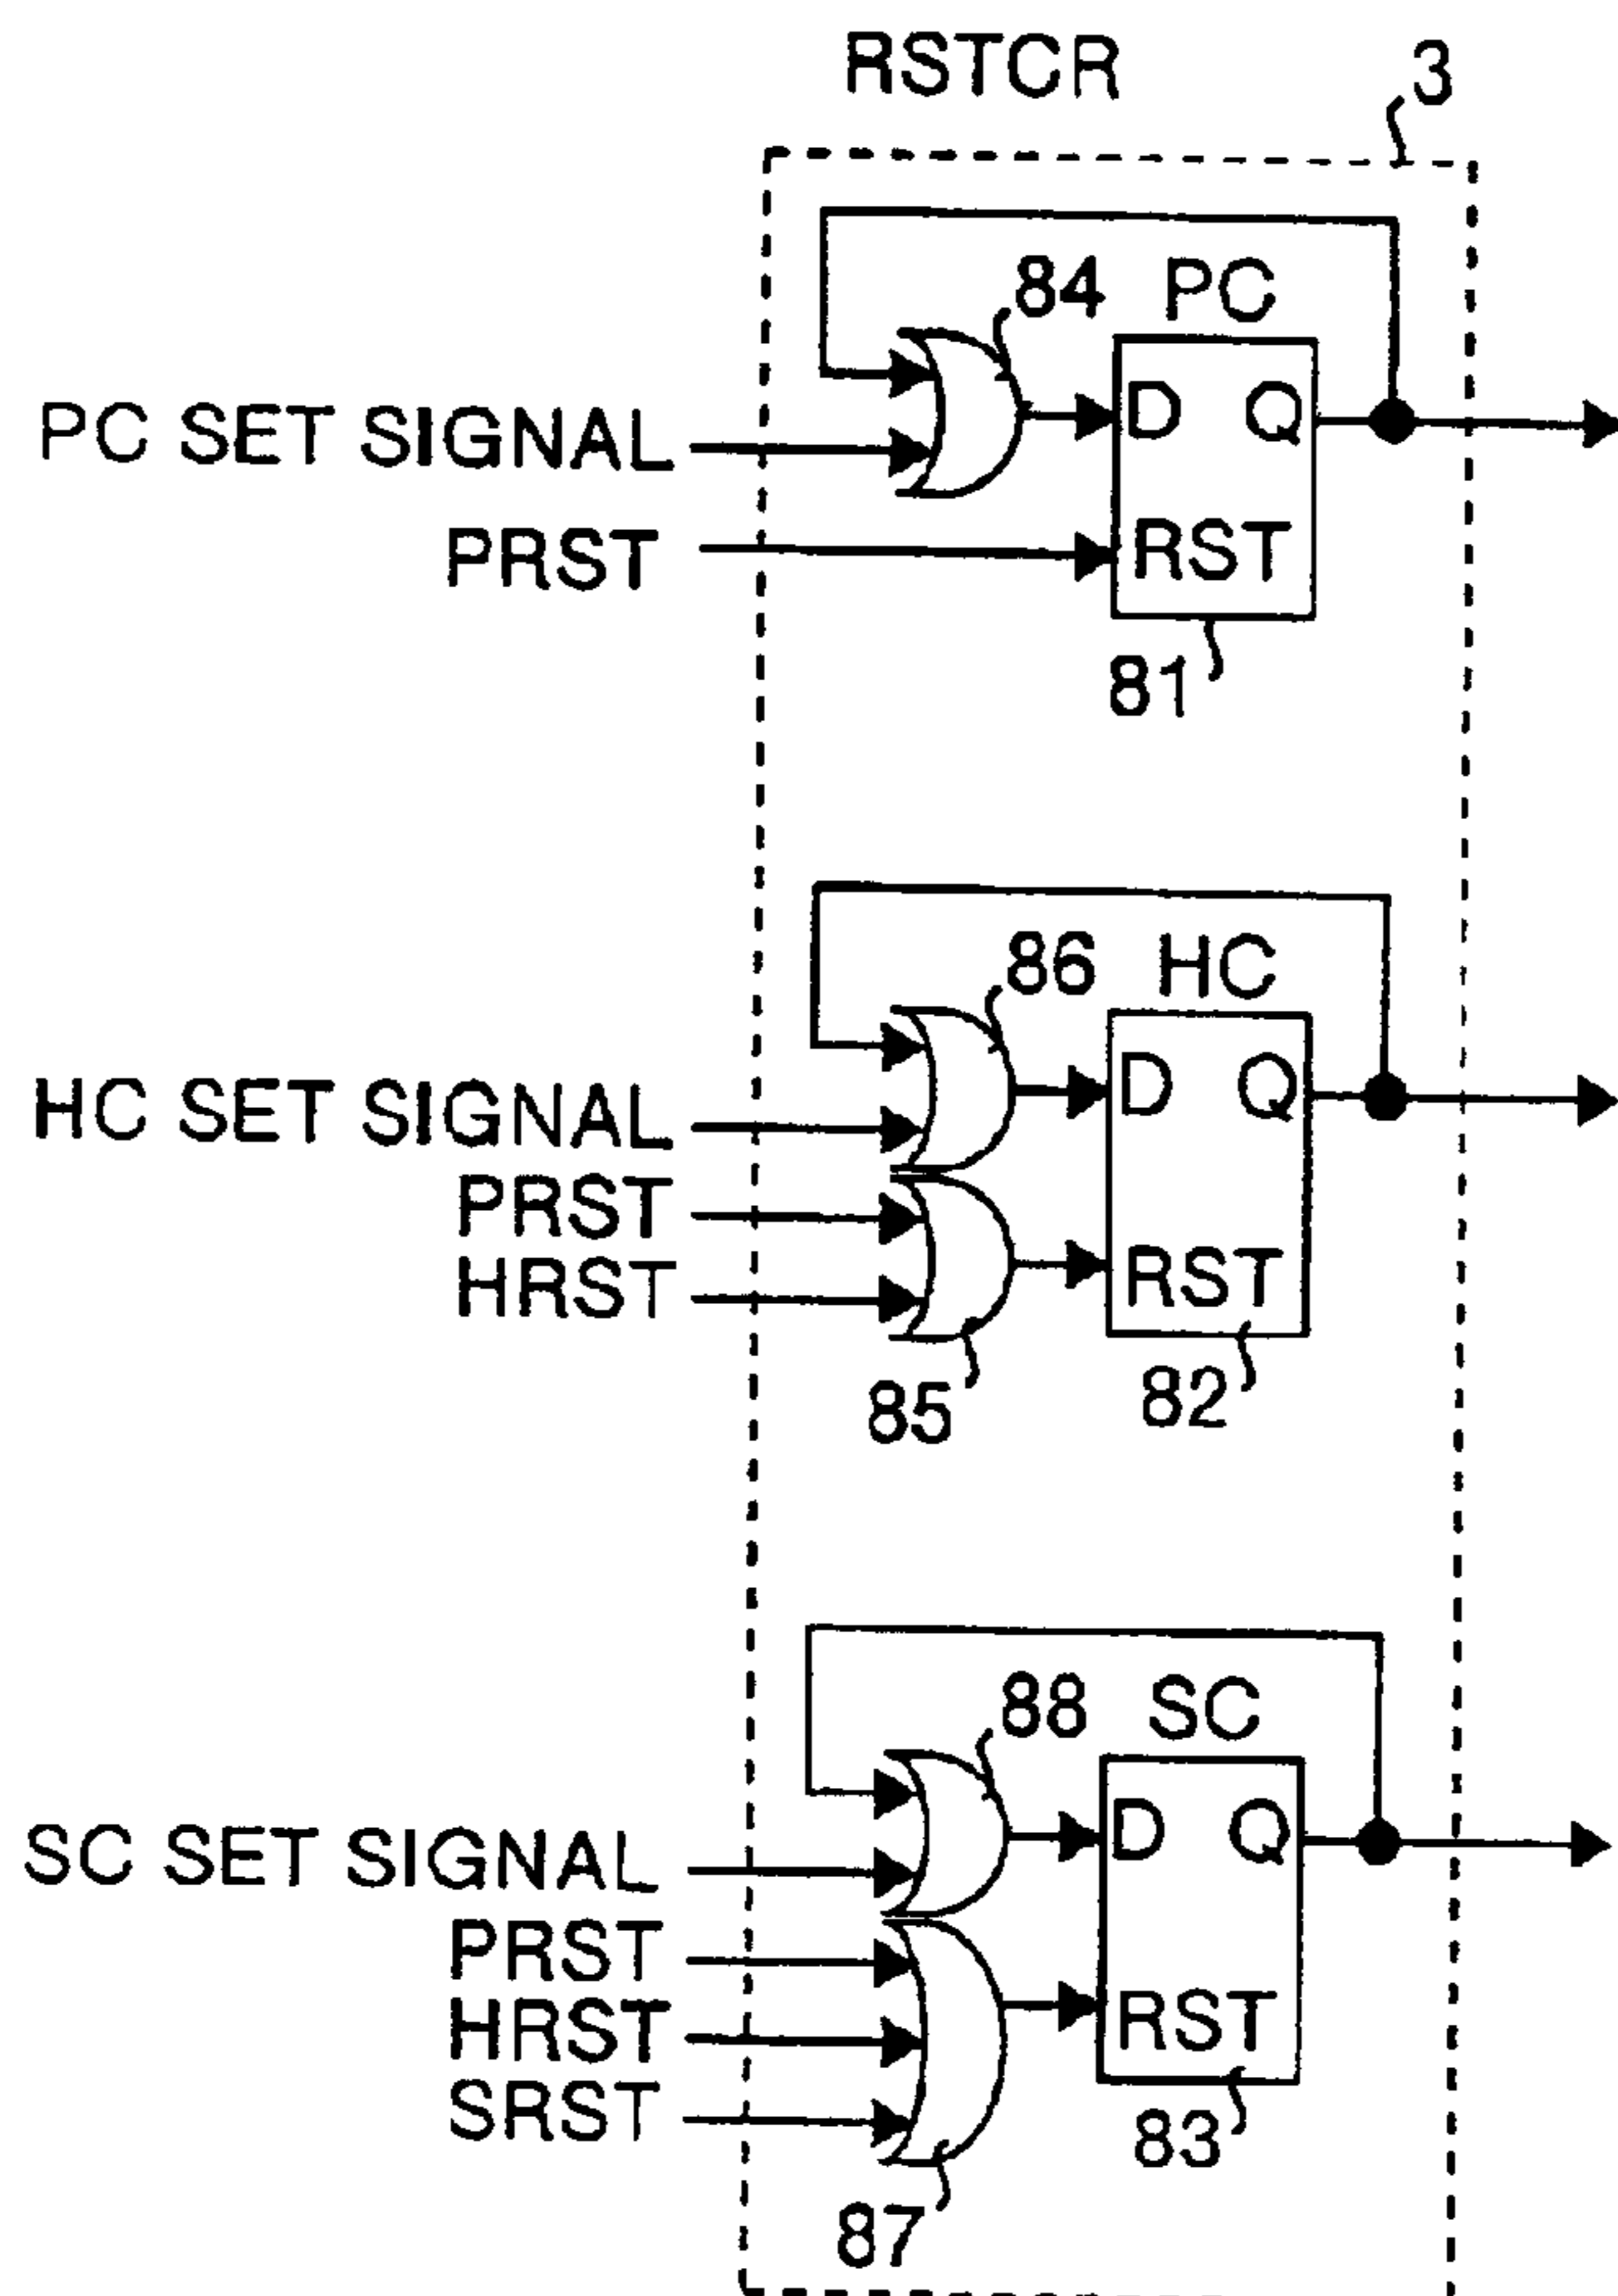 RSTCR
3
84
PC
PC SET SIGNAL
D
Q
PRST
RST
81
86
HC
HC SET SIGNAL
D
Q
PRST
HRST
RST
85
82
88
SC
SC SET SIGNAL
D
Q
PRST
HRST
RST
SRST
83
87